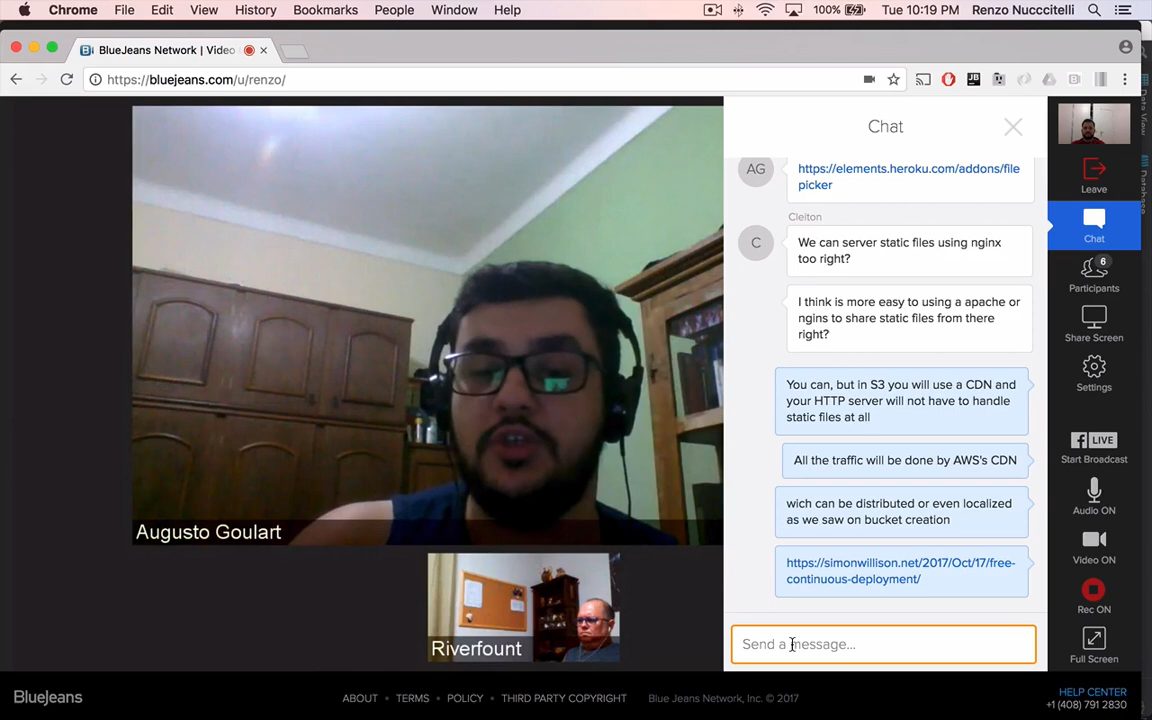 Chrome File Edit View History Bookmarks People Window Help 100% Tue 10:19 PM Renzo Nucccitelli
BlueJeans Network | Video
https://bluejeans.com/u/renzo/
Chat
AG
https://elements.heroku.com/addons/file
picker
Cleiton
C
We can server static files using nginx
too right?
I think is more easy to using a apache or
ngins to share static files from there
right?
You can, but in S3 you will use a CDN and
your HTTP server will not have to handle
static files at all
All the traffic will be done by AWS's CDN
wich can be distributed or even localized
as we saw on bucket creation
https://simonwillison.net/2017/Oct/17/free-
continuous-deployment/
Send a message...
Augusto Goulart
Riverfount
Leave
Chat
6
Participants
Share Screen
Settings
LIVE
Start Broadcast
Audio ON
Video ON
Rec ON
Full Screen
BlueJeans
ABOUT TERMS POLICY THIRD PARTY COPYRIGHT Blue Jeans Network, Inc. © 2017
HELP CENTER
+1 (408) 791 2830
Data View
Database